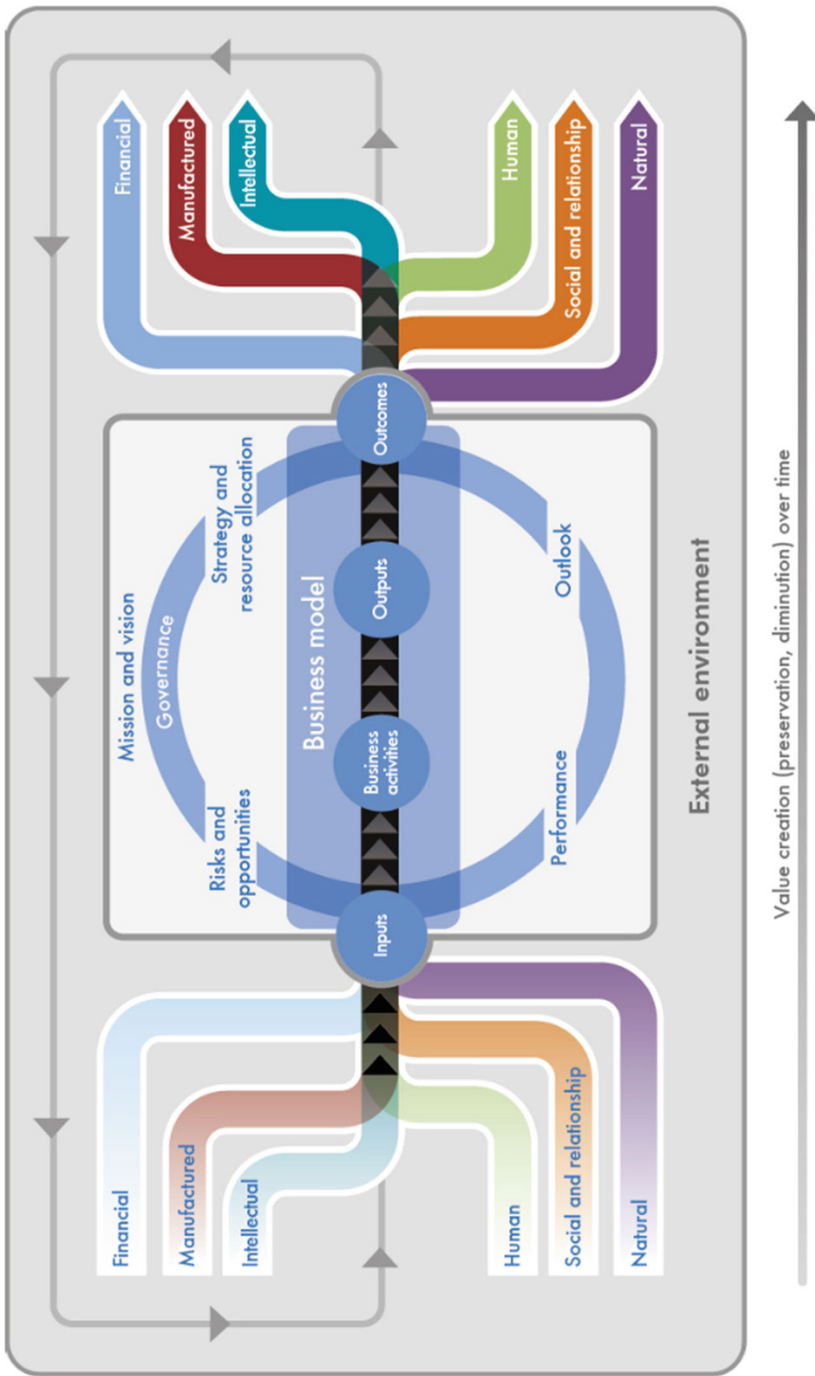 Financial
Manufactured
Intellectual
Human
Social and relationship
Natural
Mission and vision
Governance
Risks and
opportunities
Strategy and
resource allocation
Business model
Inputs
Business
activities
Outputs
Outcomes
Performance
Outlook
Financial
Manufactured
Intellectual
Human
Social and relationship
Natural
External environment
Value creation (preservation, diminution) over time